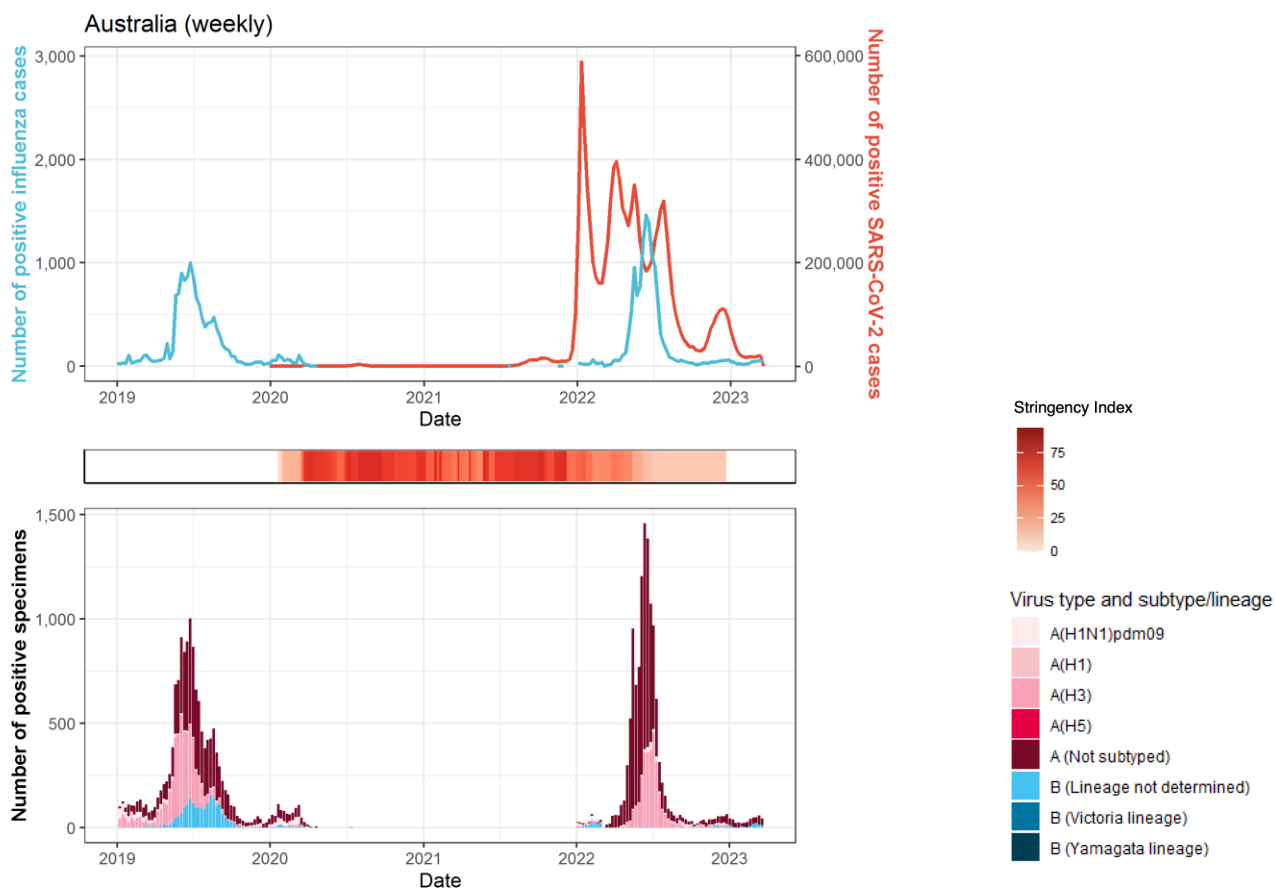 Australia (weekly)
Number of positive influenza cases
3,000
2,000
1,000
0
600,000
400,000
200,000
0
Number of positive SARS-CoV-2 cases
2019
2020
2021
2022
2023
Date
Stringency Index
75
50
25
0
Number of positive specimens
1,500
1,000
500
0
2019
2020
2021
2022
2023
Date
Virus type and subtype/lineage
A(H1N1)pdm09
A(H1)
A(H3)
A(H5)
A (Not subtyped)
B (Lineage not determined)
B (Victoria lineage)
B (Yamagata lineage)